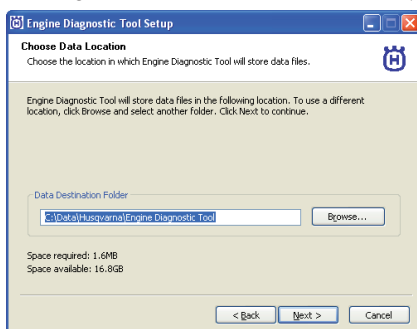 Engine Diagnostic Tool Setup
Choose Data Location
Choose the location in which Engine Diagnostic Tool will store data files.
Engine Diagnostic Tool will store data files in the following location. To use a different
location, click Browse and select another folder. Click Next to continue.
Data Destination Folder
C:\Data\Husqvarna\Engine Diagnostic Tool
Browse...
Space required: 1.6MB
Space available: 16.8GB
< Back Next > Cancel